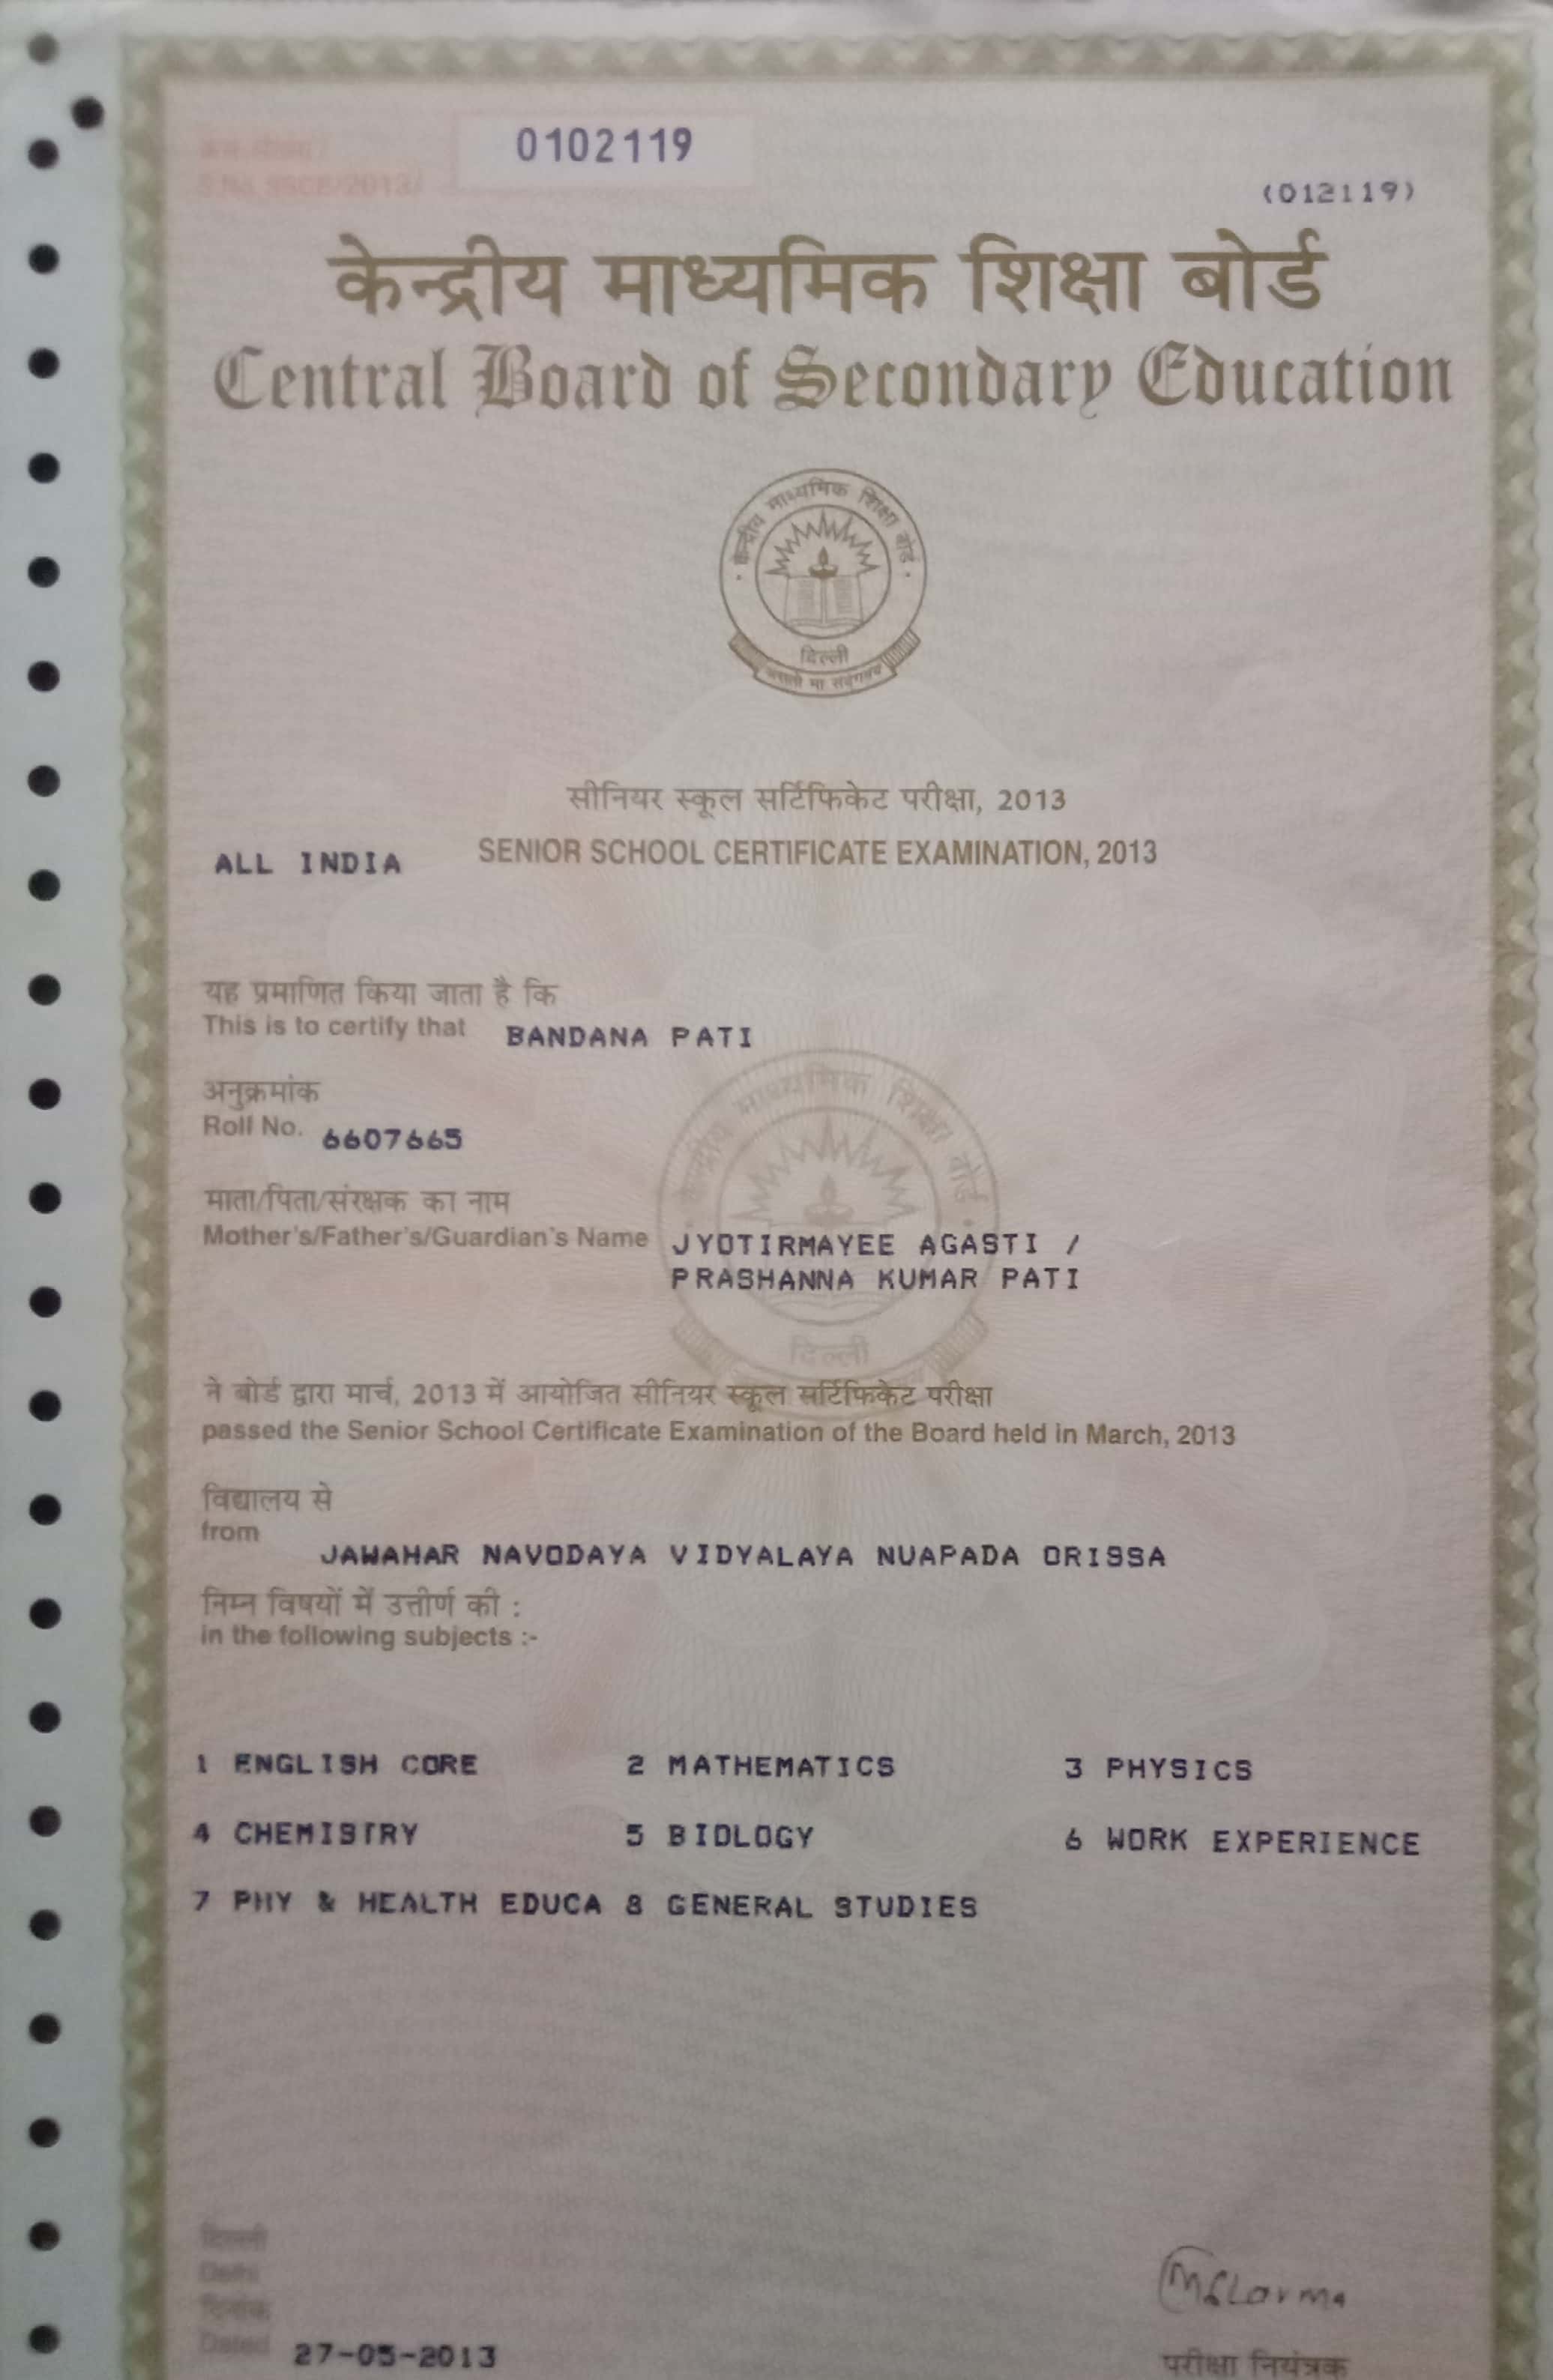 0102119
(012119)
केन्द्रीय माध्यमिक शिक्षा बोर्ड
Central Board of Secondary Education
केन्द्रीय माध्यमिक शिक्षा बोर्ड
दिल्ली
सीनियर स्कूल सर्टिफिकेट परीक्षा, 2013
ALL INDIA SENIOR SCHOOL CERTIFICATE EXAMINATION, 2013
यह प्रमाणित किया जाता है कि
This is to certify that BANDANA PATI
अनुक्रमांक
Roll No. 6607665
माता/पिता/संरक्षक का नाम
Mother's/Father's/Guardian's Name JYOTIRMAYEE AGASTI /
PRASHANNA KUMAR PATI
केन्द्रीय माध्यमिक शिक्षा बोर्ड
दिल्ली
ने बोर्ड द्वारा मार्च, 2013 में आयोजित सीनियर स्कूल सर्टिफिकेट परीक्षा
passed the Senior School Certificate Examination of the Board held in March, 2013
विद्यालय से
from JAWAHAR NAVODAYA VIDYALAYA NUAPADA ORISSA
निम्न विषयों में उत्तीर्ण की :
in the following subjects :-
1 ENGLISH CORE 2 MATHEMATICS 3 PHYSICS
4 CHEMISTRY 5 BIOLOGY 6 WORK EXPERIENCE
7 PHY & HEALTH EDUCA 8 GENERAL STUDIES
दिल्ली
Delhi
दिनांक
Dated 27-05-2013
परीक्षा नियंत्रक